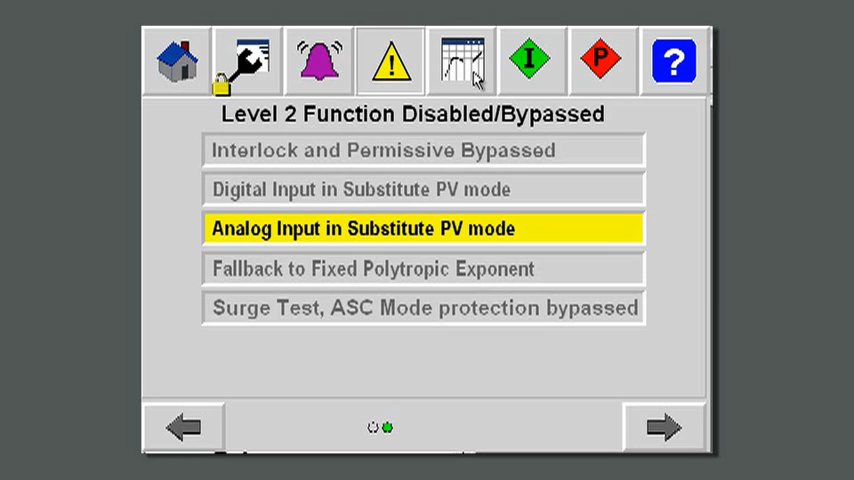 !
I
P
?
Level 2 Function Disabled/Bypassed
Interlock and Permissive Bypassed
Digital Input in Substitute PV mode
Analog Input in Substitute PV mode
Fallback to Fixed Polytropic Exponent
Surge Test, ASC Mode protection bypassed